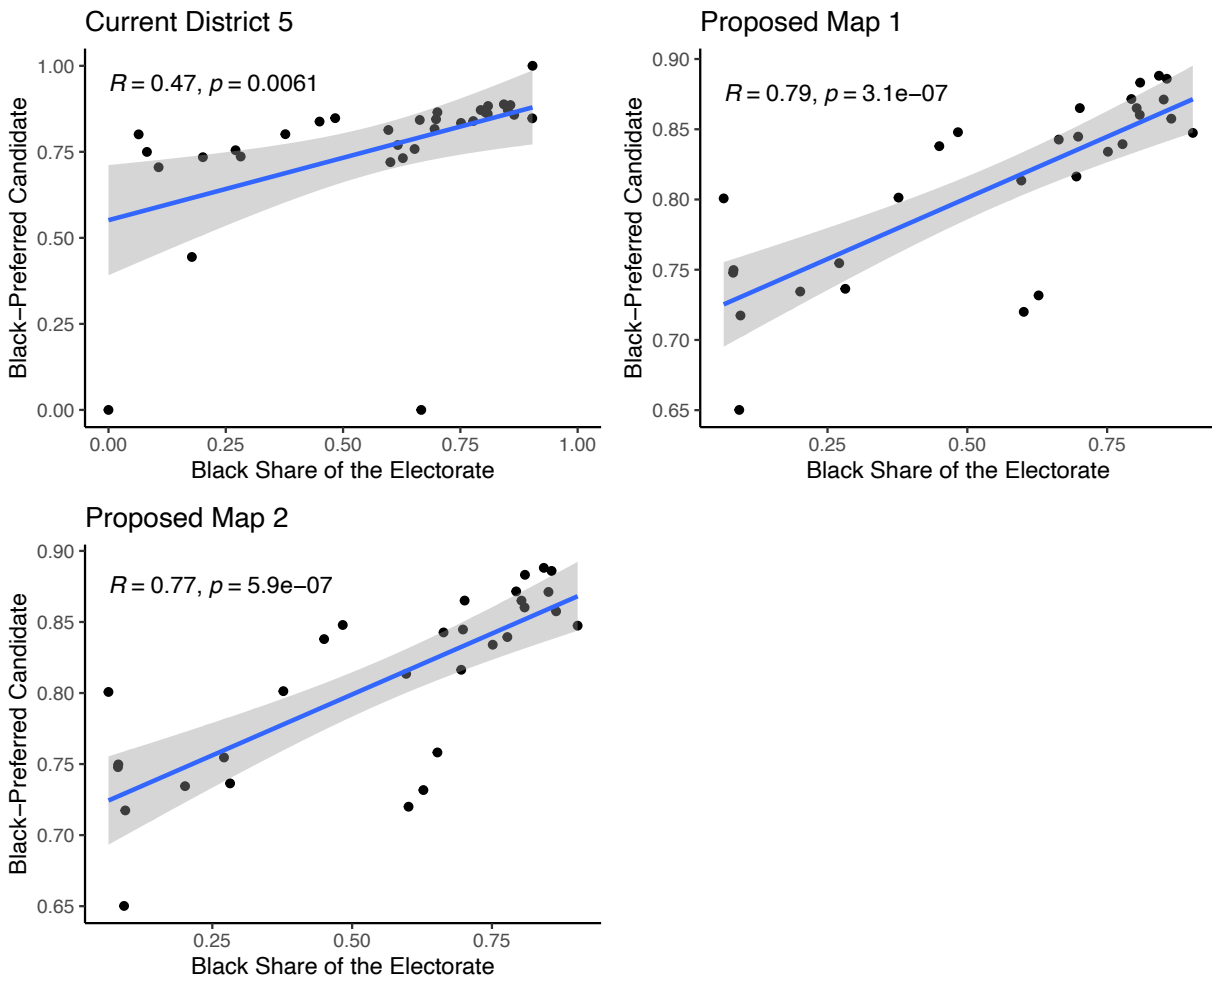 Current District 5
R = 0.47, p = 0.0061
1.00
0.75
0.50
0.25
0.00
Black−Preferred Candidate
0.00 0.25 0.50 0.75 1.00
Black Share of the Electorate
Proposed Map 1
R = 0.79, p = 3.1e−07
0.90
0.85
0.80
0.75
0.70
0.65
Black−Preferred Candidate
0.25 0.50 0.75
Black Share of the Electorate
Proposed Map 2
R = 0.77, p = 5.9e−07
0.90
0.85
0.80
0.75
0.70
0.65
Black−Preferred Candidate
0.25 0.50 0.75
Black Share of the Electorate